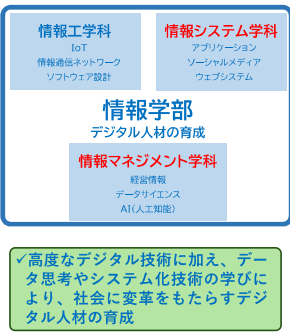 情報工学科
IoT
情報通信ネットワーク
ソフトウェア設計
情報システム学科
アプリケーション
ソーシャルメディア
ウェブシステム
情報学部
デジタル人材の育成
情報マネジメント学科
経営情報
データサイエンス
AI(人工知能)
✓高度なデジタル技術に加え、デー
タ思考やシステム化技術の学びに
より、社会に変革をもたらすデジ
タル人材の育成